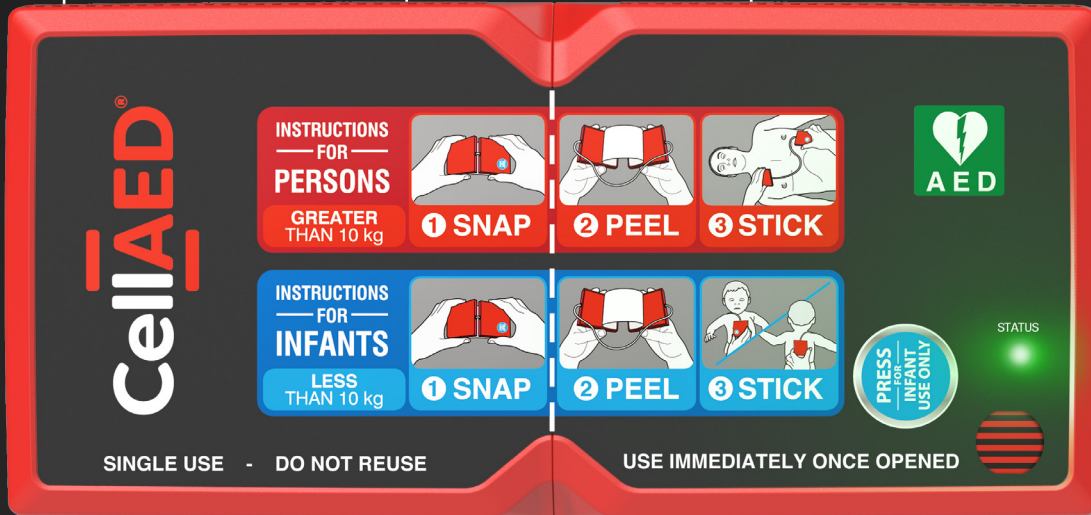 CellAED®
INSTRUCTIONS
FOR
PERSONS
GREATER
THAN 10 kg
1 SNAP
2 PEEL
3 STICK
INSTRUCTIONS
FOR
INFANTS
LESS
THAN 10 kg
1 SNAP
2 PEEL
3 STICK
AED
STATUS
PRESS
FOR
INFANT
USE ONLY
SINGLE USE - DO NOT REUSE
USE IMMEDIATELY ONCE OPENED